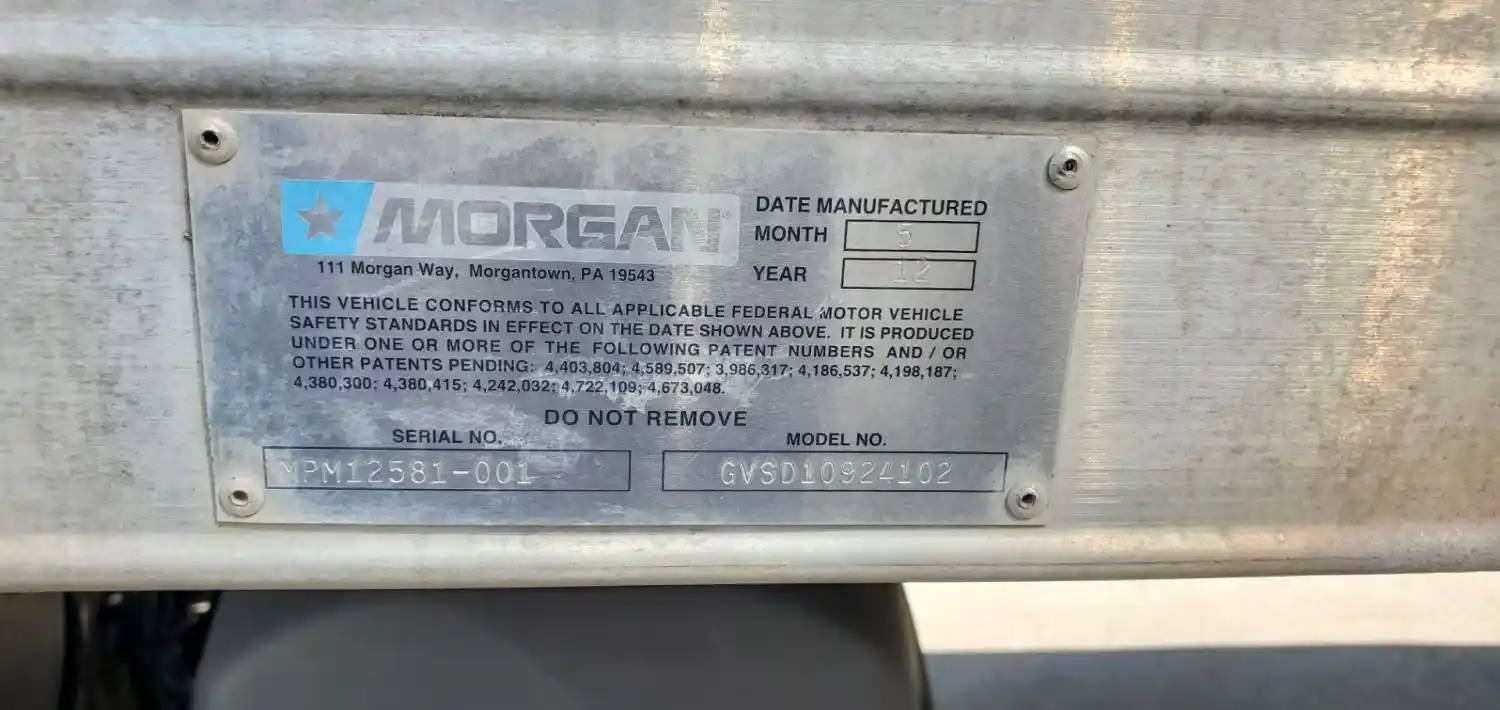 MORGAN
111 Morgan Way, Morgantown, PA 19543
DATE MANUFACTURED
MONTH 5
YEAR 12
THIS VEHICLE CONFORMS TO ALL APPLICABLE FEDERAL MOTOR VEHICLE
SAFETY STANDARDS IN EFFECT ON THE DATE SHOWN ABOVE. IT IS PRODUCED
UNDER ONE OR MORE OF THE FOLLOWING PATENT NUMBERS AND / OR
OTHER PATENTS PENDING: 4,403,804; 4,589,507; 3,986,317; 4,186,537; 4,198,187;
4,380,300; 4,380,415; 4,242,032; 4,722,109; 4,673,048.
DO NOT REMOVE
SERIAL NO. MODEL NO.
MPM12581-001 GVSD10924102